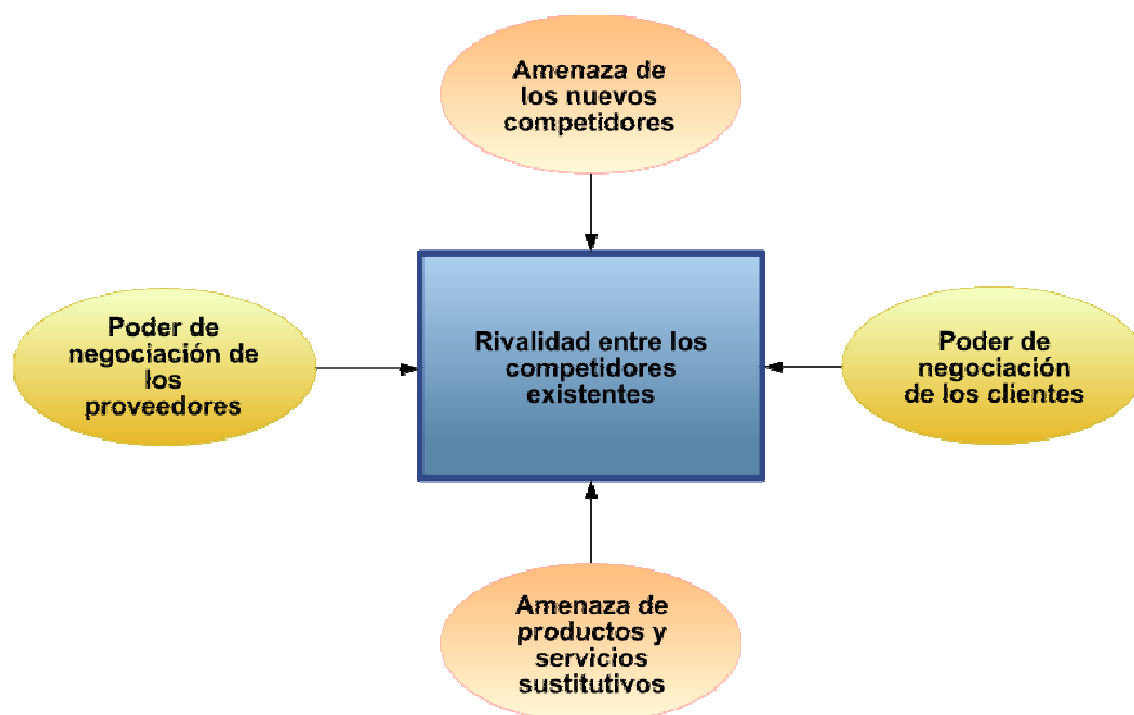 Amenaza de
los nuevos
competidores
Poder de
negociación de
los
proveedores
Rivalidad entre los
competidores
existentes
Poder de
negociación
de los clientes
Amenaza de
productos y
servicios
sustitutivos